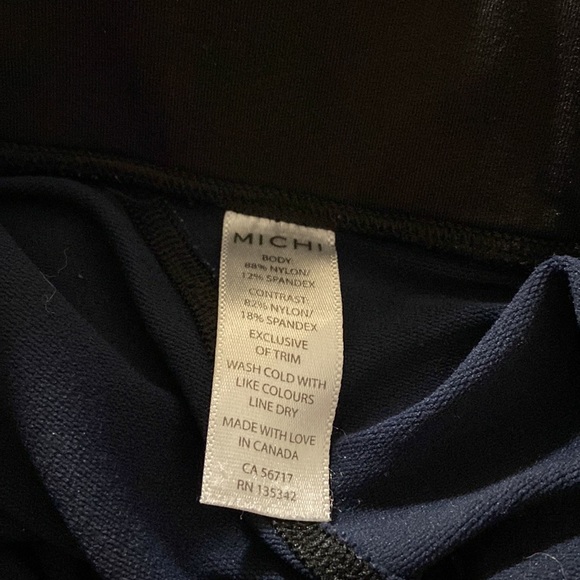 MICHI
BODY
88% NYLON/
12% SPANDEX
CONTRAST
82% NYLON/
18% SPANDEX
EXCLUSIVE
OF TRIM
WASH COLD WITH
LIKE COLOURS
LINE DRY
MADE WITH LOVE
IN CANADA
CA 56717
RN 135342